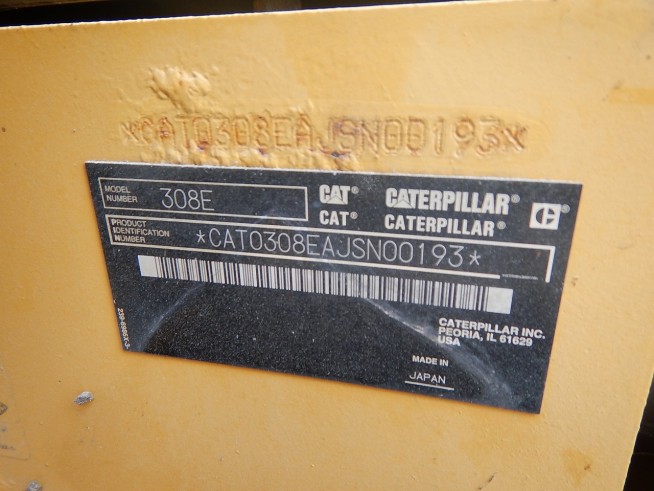 *CAT0308EAJSN00193*
MODEL NUMBER 308E
CAT® CATERPILLAR®
CAT® CATERPILLAR®
PRODUCT IDENTIFICATION NUMBER *CAT0308EAJSN00193*
CATERPILLAR INC.
PEORIA, IL 61629
USA
MADE IN
JAPAN